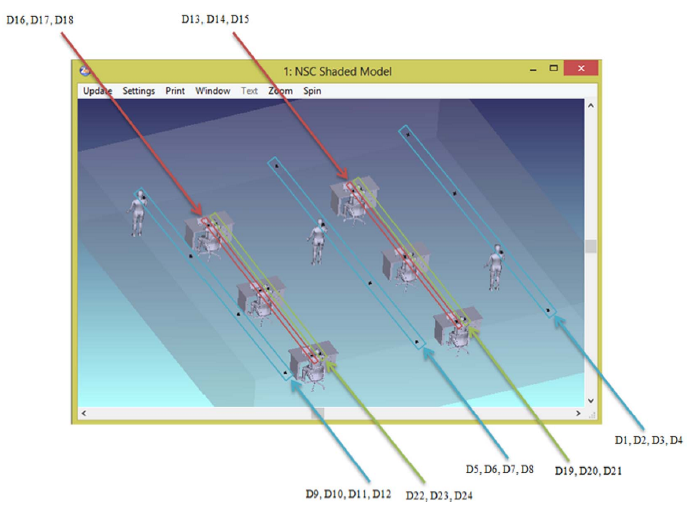 D16, D17, D18
D13, D14, D15
1: NSC Shaded Model
Update Settings Print Window Text Zoom Spin
D1, D2, D3, D4
D5, D6, D7, D8
D19, D20, D21
D9, D10, D11, D12
D22, D23, D24